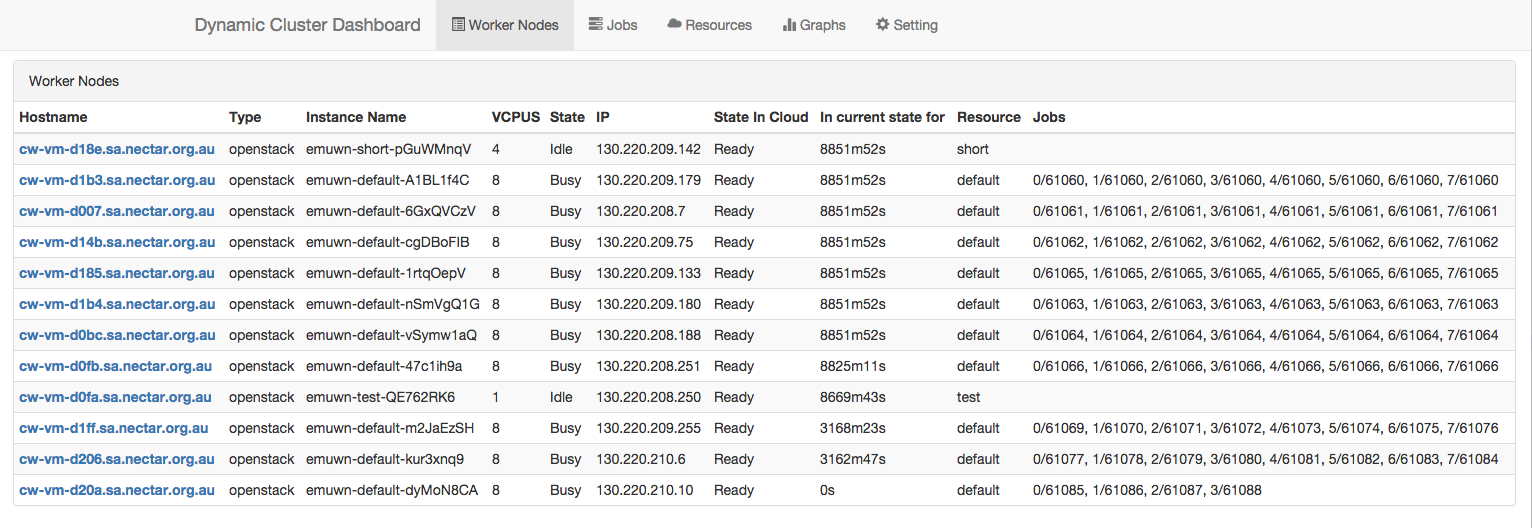 Dynamic Cluster Dashboard Worker Nodes Jobs Resources Graphs Setting
Worker Nodes
Hostname Type Instance Name VCPUS State IP State In Cloud In current state for Resource Jobs
cw-vm-d18e.sa.nectar.org.au openstack emuwn-short-pGuWMnqV 4 Idle 130.220.209.142 Ready 8851m52s short
cw-vm-d1b3.sa.nectar.org.au openstack emuwn-default-A1BL1f4C 8 Busy 130.220.209.179 Ready 8851m52s default 0/61060, 1/61060, 2/61060, 3/61060, 4/61060, 5/61060, 6/61060, 7/61060
cw-vm-d007.sa.nectar.org.au openstack emuwn-default-6GxQVCzV 8 Busy 130.220.208.7 Ready 8851m52s default 0/61061, 1/61061, 2/61061, 3/61061, 4/61061, 5/61061, 6/61061, 7/61061
cw-vm-d14b.sa.nectar.org.au openstack emuwn-default-cgDBoFIB 8 Busy 130.220.209.75 Ready 8851m52s default 0/61062, 1/61062, 2/61062, 3/61062, 4/61062, 5/61062, 6/61062, 7/61062
cw-vm-d185.sa.nectar.org.au openstack emuwn-default-1rtqOepV 8 Busy 130.220.209.133 Ready 8851m52s default 0/61065, 1/61065, 2/61065, 3/61065, 4/61065, 5/61065, 6/61065, 7/61065
cw-vm-d1b4.sa.nectar.org.au openstack emuwn-default-nSmVgQ1G 8 Busy 130.220.209.180 Ready 8851m52s default 0/61063, 1/61063, 2/61063, 3/61063, 4/61063, 5/61063, 6/61063, 7/61063
cw-vm-d0bc.sa.nectar.org.au openstack emuwn-default-vSymw1aQ 8 Busy 130.220.208.188 Ready 8851m52s default 0/61064, 1/61064, 2/61064, 3/61064, 4/61064, 5/61064, 6/61064, 7/61064
cw-vm-d0fb.sa.nectar.org.au openstack emuwn-default-47c1ih9a 8 Busy 130.220.208.251 Ready 8825m11s default 0/61066, 1/61066, 2/61066, 3/61066, 4/61066, 5/61066, 6/61066, 7/61066
cw-vm-d0fa.sa.nectar.org.au openstack emuwn-test-QE762RK6 1 Idle 130.220.208.250 Ready 8669m43s test
cw-vm-d1ff.sa.nectar.org.au openstack emuwn-default-m2JaEzSH 8 Busy 130.220.209.255 Ready 3168m23s default 0/61069, 1/61070, 2/61071, 3/61072, 4/61073, 5/61074, 6/61075, 7/61076
cw-vm-d206.sa.nectar.org.au openstack emuwn-default-kur3xnq9 8 Busy 130.220.210.6 Ready 3162m47s default 0/61077, 1/61078, 2/61079, 3/61080, 4/61081, 5/61082, 6/61083, 7/61084
cw-vm-d20a.sa.nectar.org.au openstack emuwn-default-dyMoN8CA 8 Busy 130.220.210.10 Ready 0s default 0/61085, 1/61086, 2/61087, 3/61088